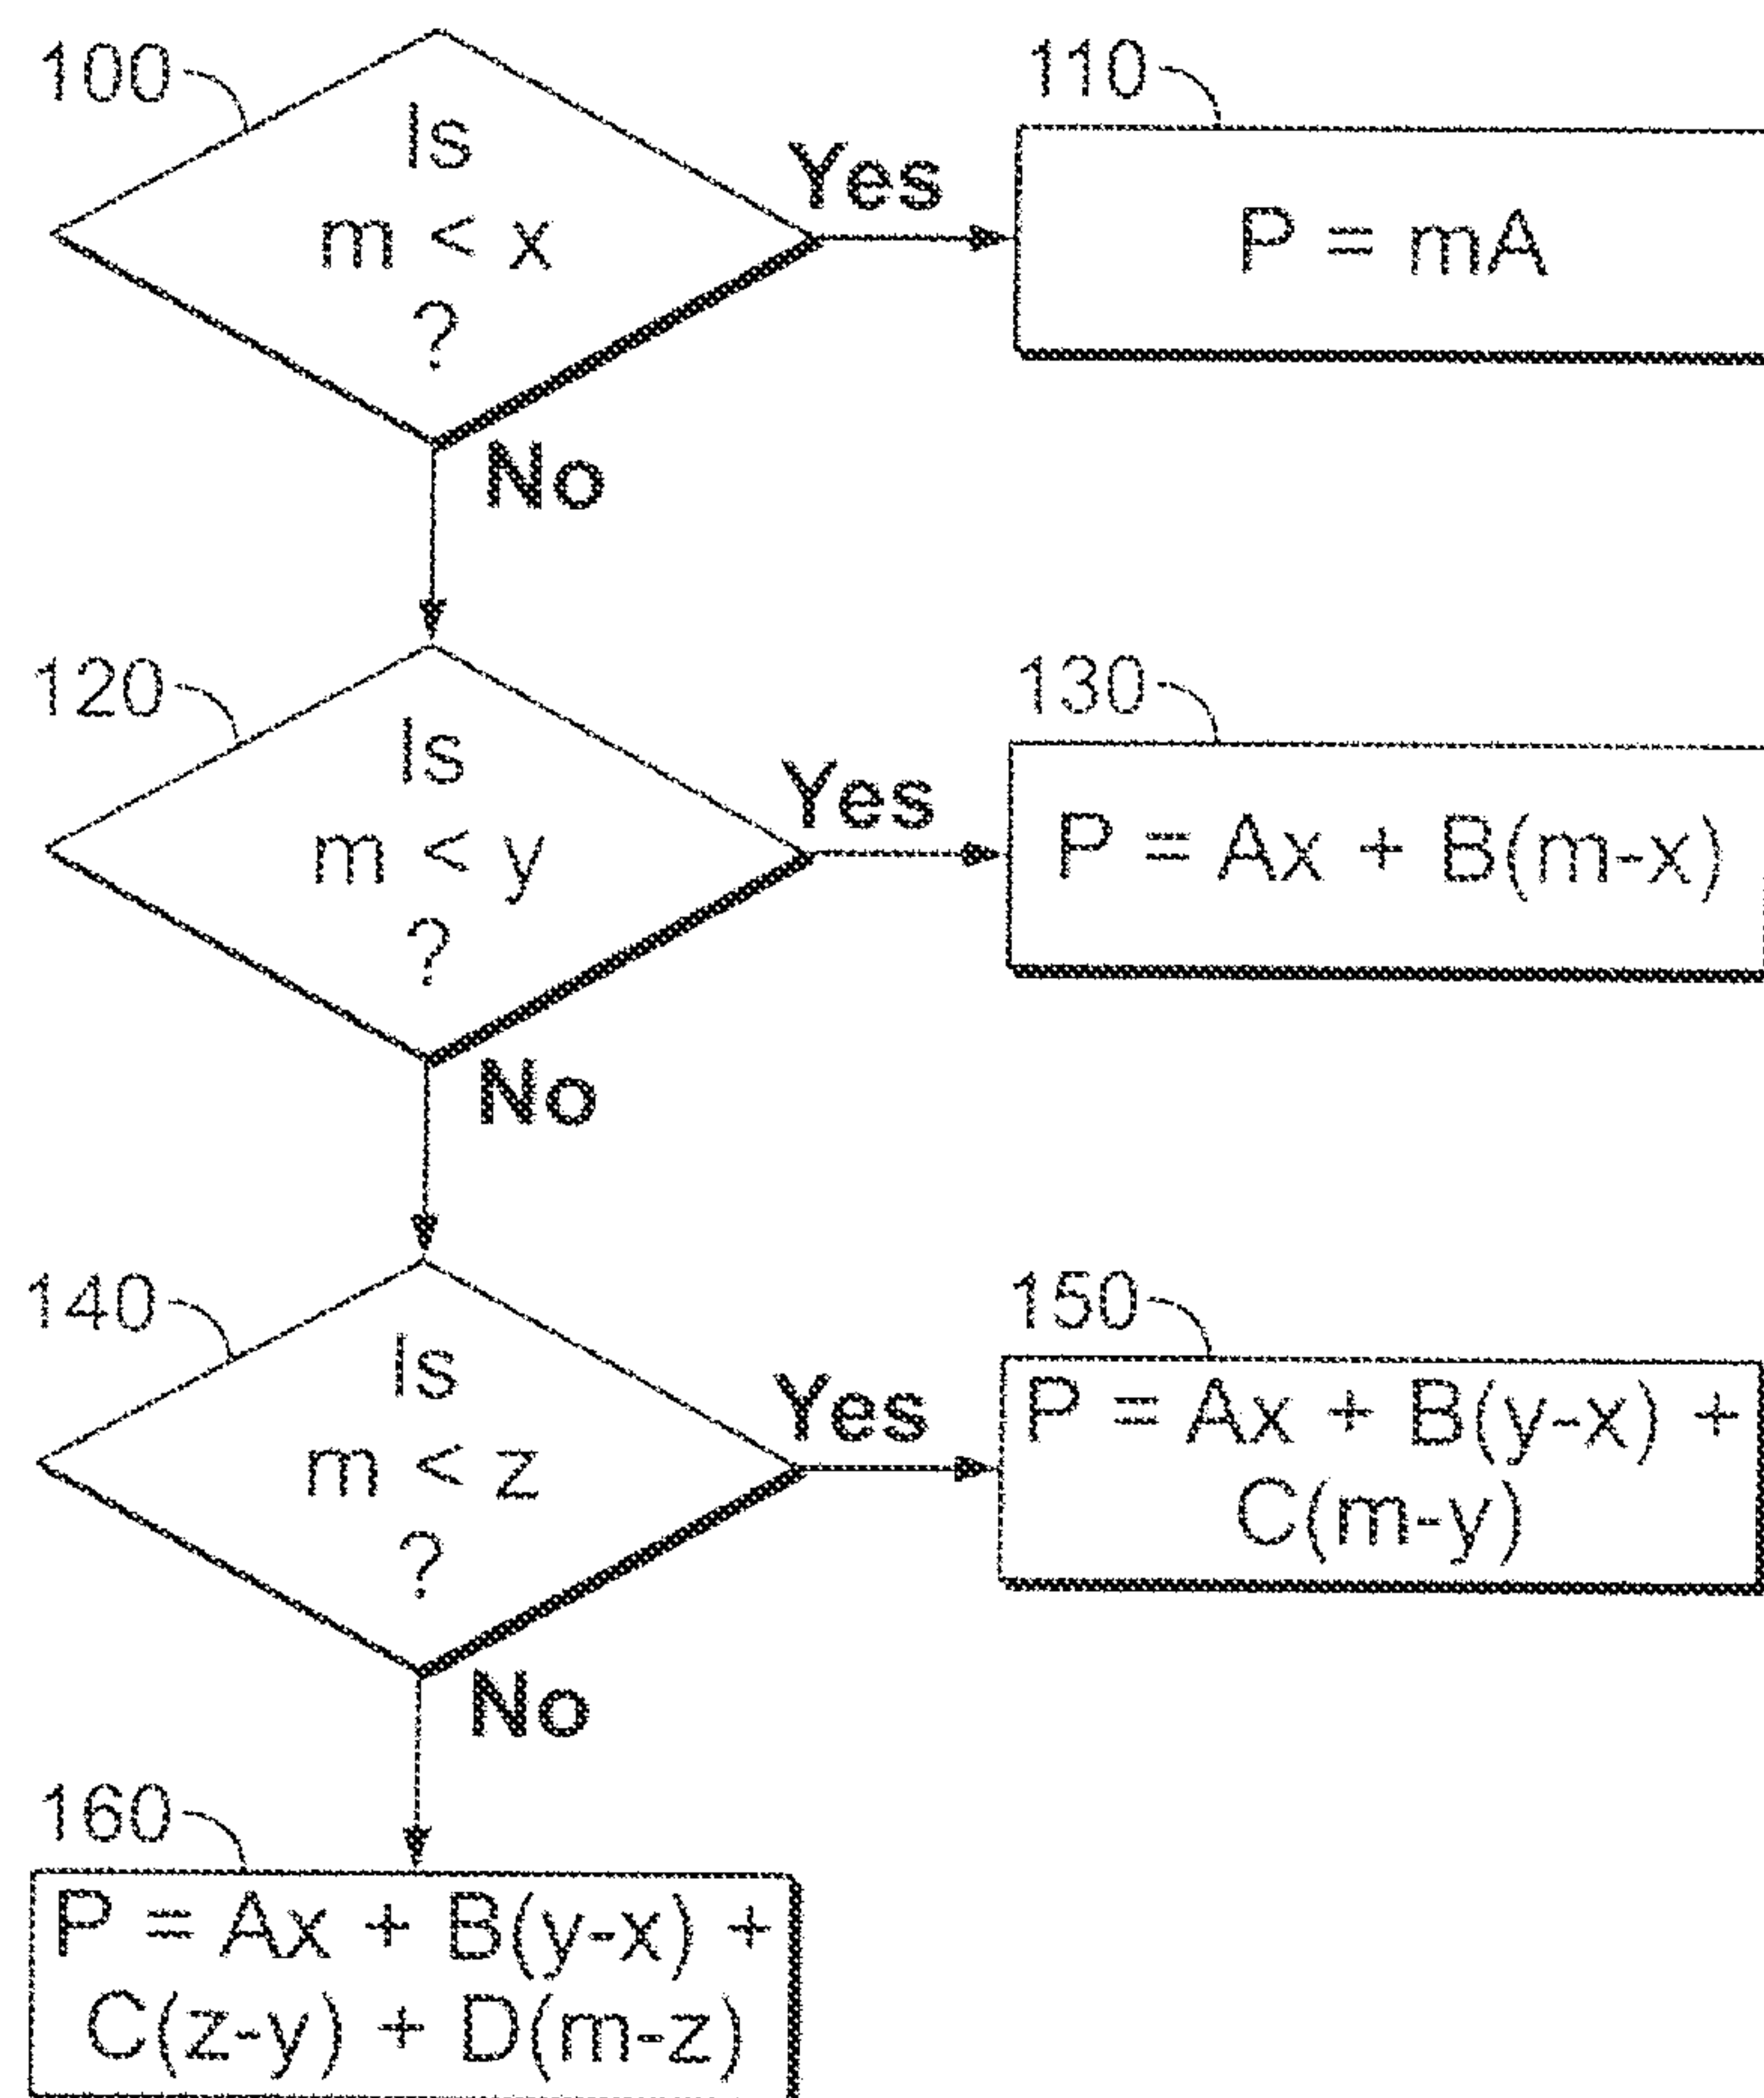 100
Is
m < x
?
Yes
110
P = mA
No
120
Is
m < y
?
Yes
130
P = Ax + B(m-x)
No
140
Is
m < z
?
Yes
150
P = Ax + B(y-x) +
C(m-y)
No
160
P = Ax + B(y-x) +
C(z-y) + D(m-z)